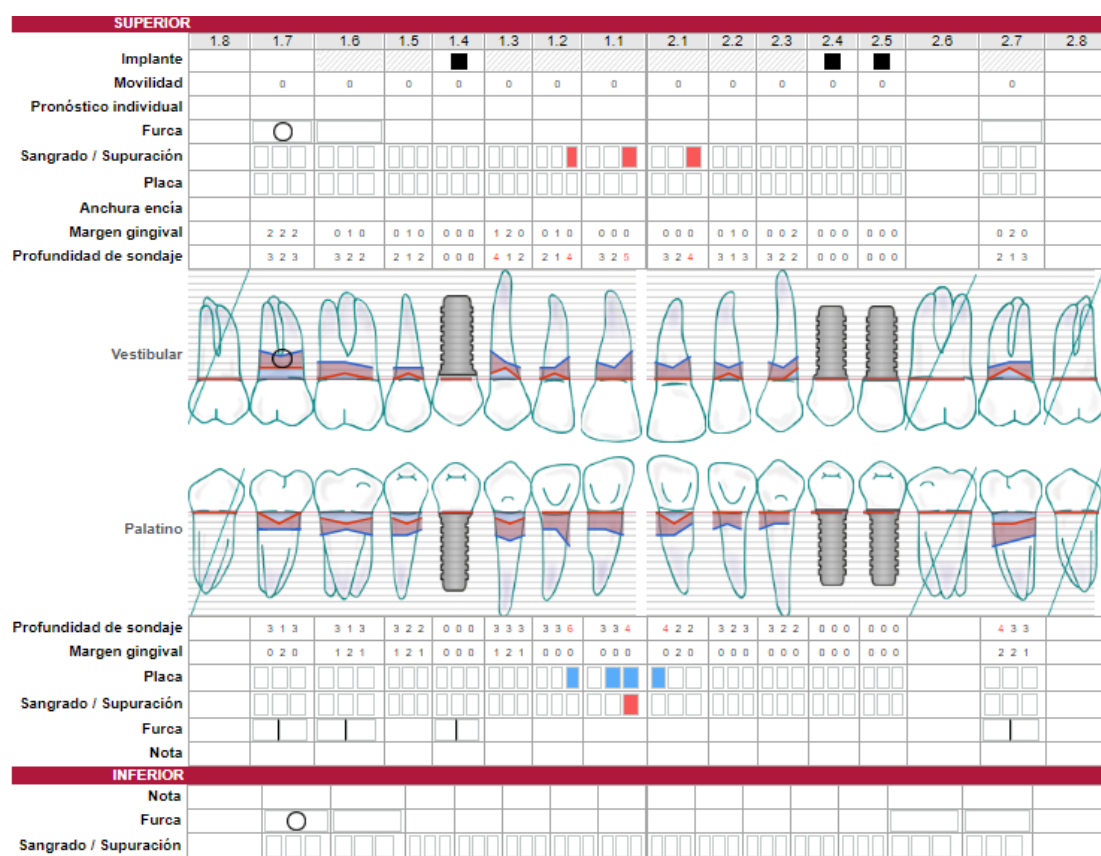 SUPERIOR
1.8 1.7 1.6 1.5 1.4 1.3 1.2 1.1 2.1 2.2 2.3 2.4 2.5 2.6 2.7 2.8
Implante
Movilidad 0 0 0 0 0 0 0 0 0 0 0 0 0
Pronóstico individual
Furca
Sangrado / Supuración
Placa
Anchura encía
Margen gingival 2 2 2 0 1 0 0 1 0 0 0 0 1 2 0 0 1 0 0 0 0 0 0 0 0 1 0 0 0 2 0 0 0 0 0 0 0 2 0
Profundidad de sondaje 3 2 3 3 2 2 2 1 2 0 0 0 4 1 2 2 1 4 3 2 5 3 2 4 3 1 3 3 2 2 0 0 0 0 0 0 2 1 3
Vestibular
Palatino
Profundidad de sondaje 3 1 3 3 1 3 3 2 2 0 0 0 3 3 3 3 3 6 3 3 4 4 2 2 3 2 3 3 2 2 0 0 0 0 0 0 4 3 3
Margen gingival 0 2 0 1 2 1 1 2 1 0 0 0 1 2 1 0 0 0 0 0 0 0 2 0 0 0 0 0 0 0 0 0 0 0 0 0 2 2 1
Placa
Sangrado / Supuración
Furca
Nota
INFERIOR
Nota
Furca
Sangrado / Supuración